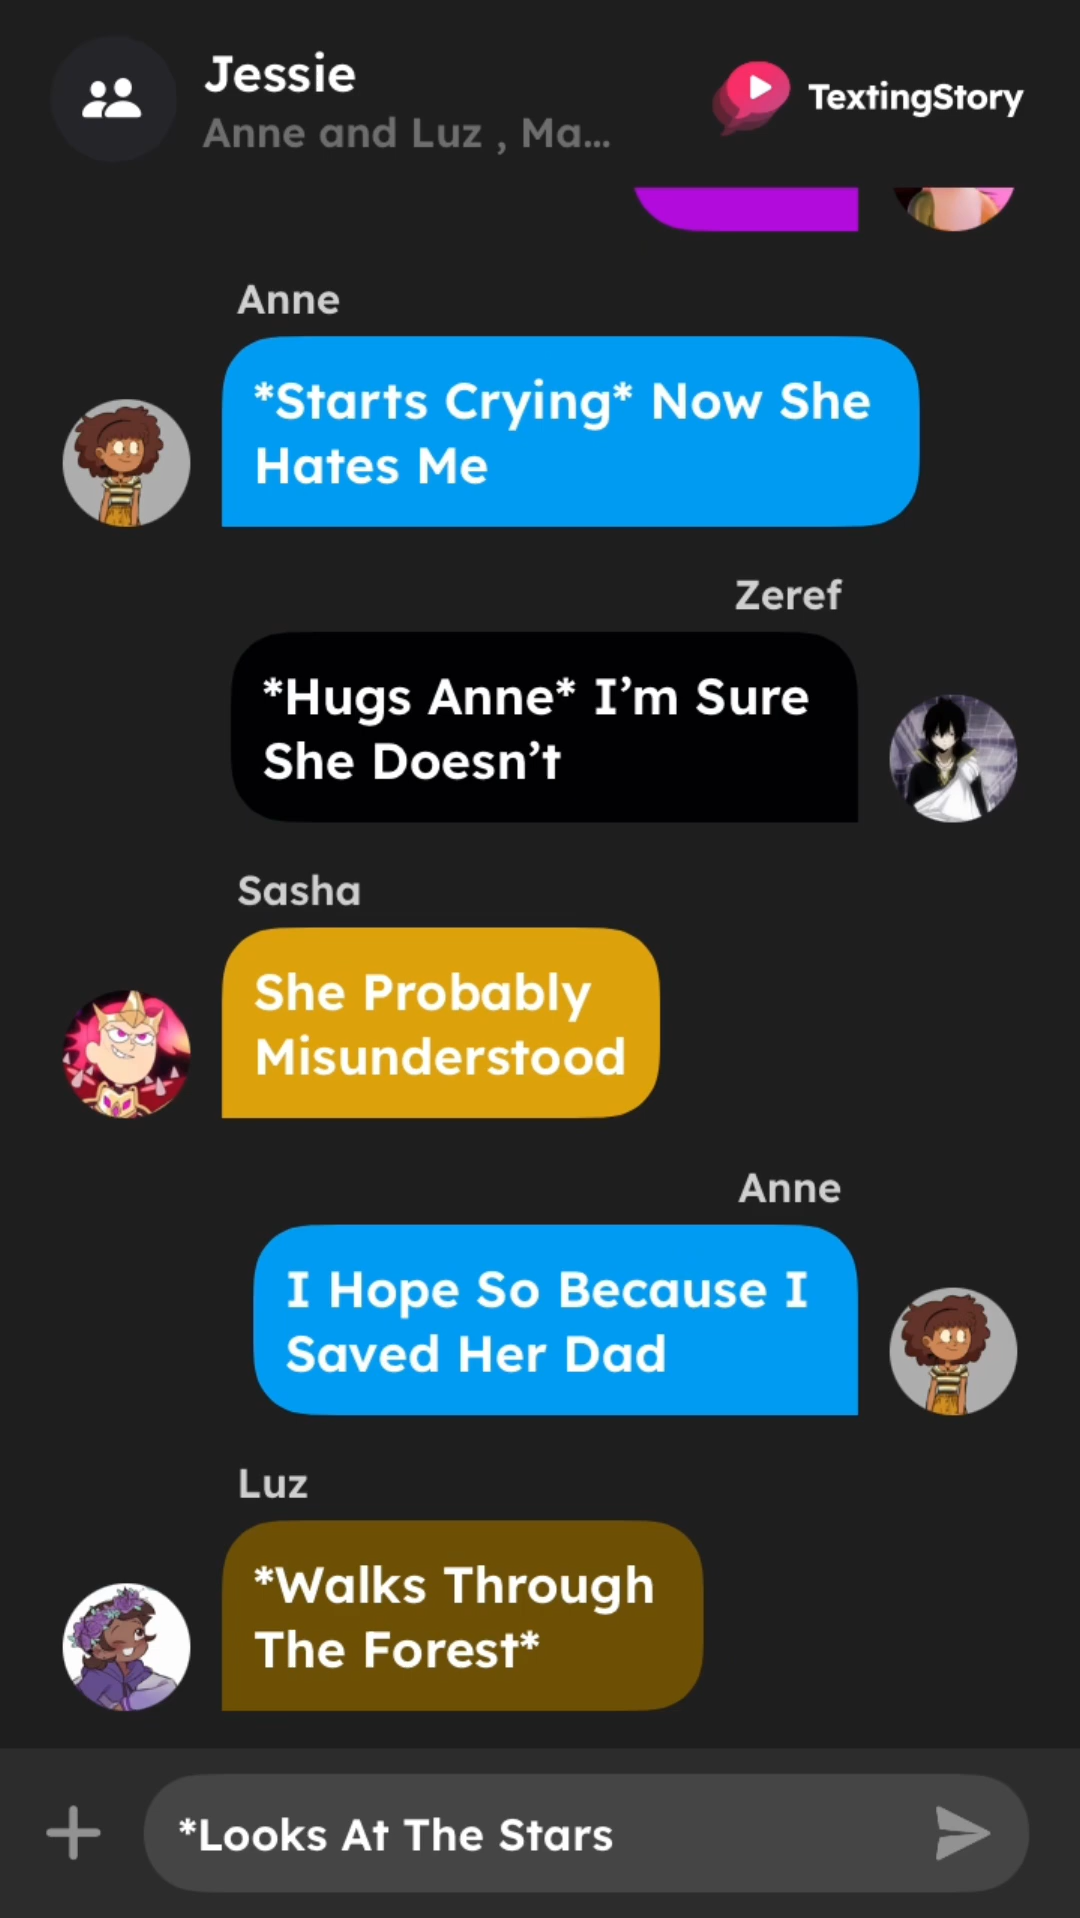 Jessie
Anne and Luz , Ma...
TextingStory
Anne
*Starts Crying* Now She
Hates Me
Zeref
*Hugs Anne* I’m Sure
She Doesn’t
Sasha
She Probably
Misunderstood
Anne
I Hope So Because I
Saved Her Dad
Luz
*Walks Through
The Forest*
*Looks At The Stars